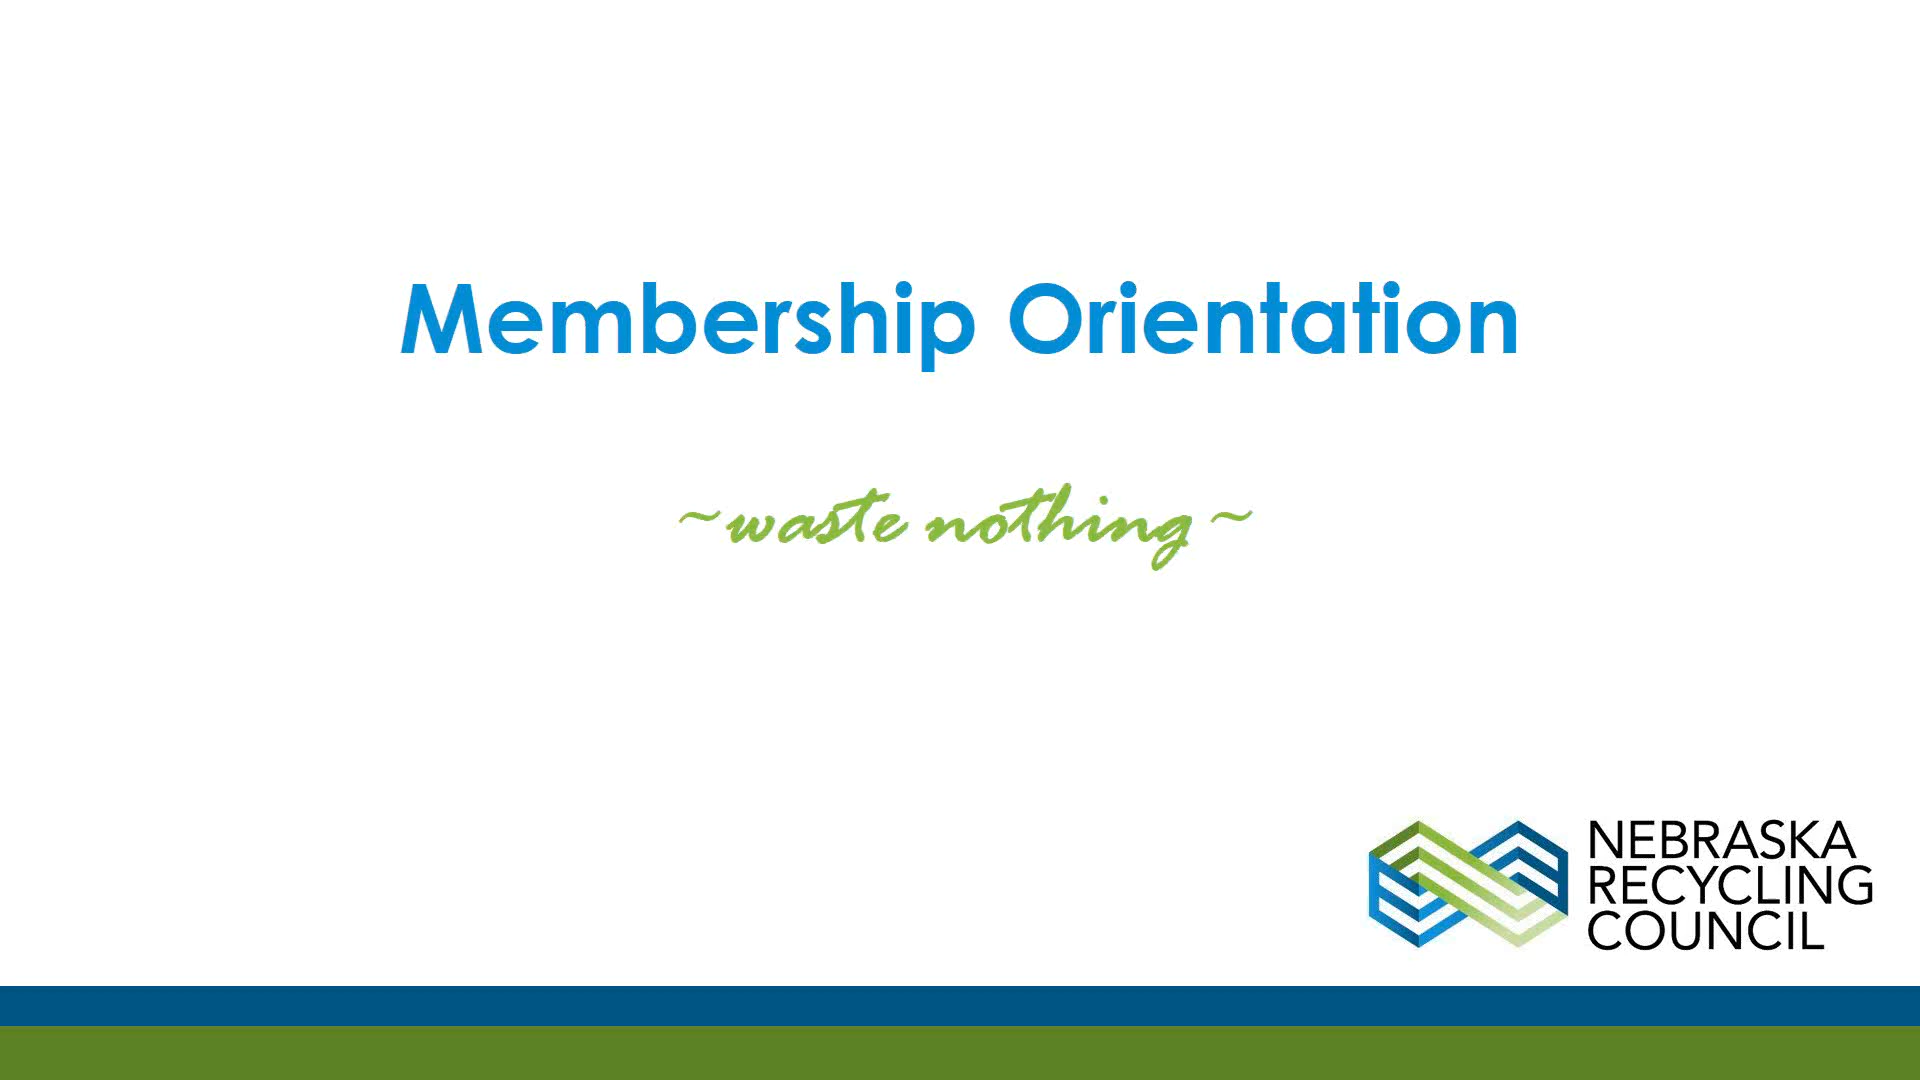 Membership Orientation
~waste nothing~
NEBRASKA
RECYCLING
COUNCIL